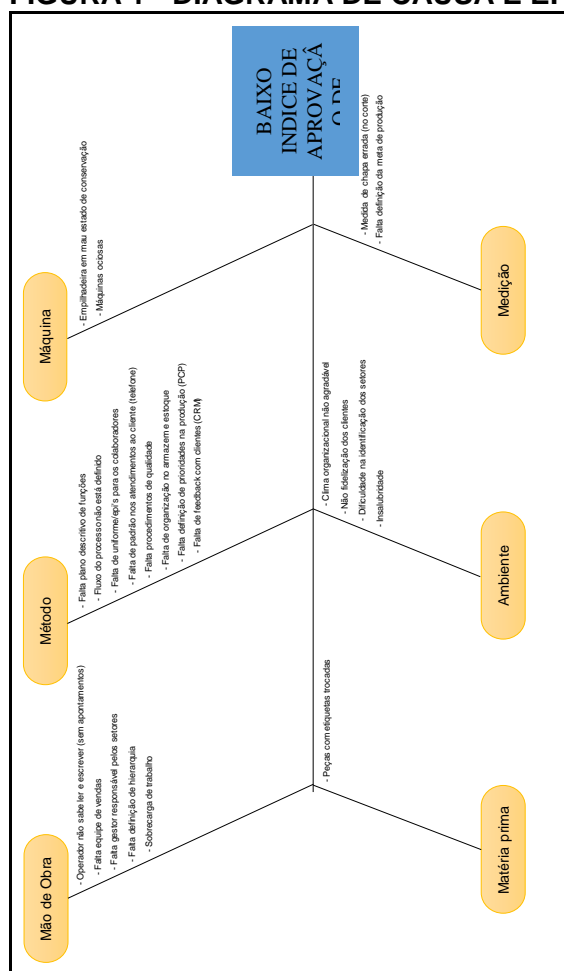 BAIXO
INDICE DE
APROVAÇÂ
Máquina
- Empilhadeira em mau estado de conservação
- Máquinas ociosas
Método
- Falta plano descritivo de funções
- Fluxo do processo não está definido
- Falta de uniforme/epi's para os colaboradores
- Falta de padrão nos atendimentos ao cliente (telefone)
- Falta procedimentos de qualidade
- Falta de organização no armazem e estoque
- Falta definição de prioridades na produção (PCP)
- Falta de feedback com clientes (CRM)
Mão de Obra
- Operador não sabe ler e escrever (sem apontamentos)
- Falta equipe de vendas
- Falta gestor responsável pelos setores
- Falta definição de hierarquia
- Sobrecarga de trabalho
Medição
- Medida de chapa errada (no corte)
- Falta definição da meta de produção
Ambiente
- Clima organizacional não agradável
- Não fidelização dos clientes
- Dificuldade na identificação dos setores
- Insalubridade
Matéria prima
- Peças com etiquetas trocadas